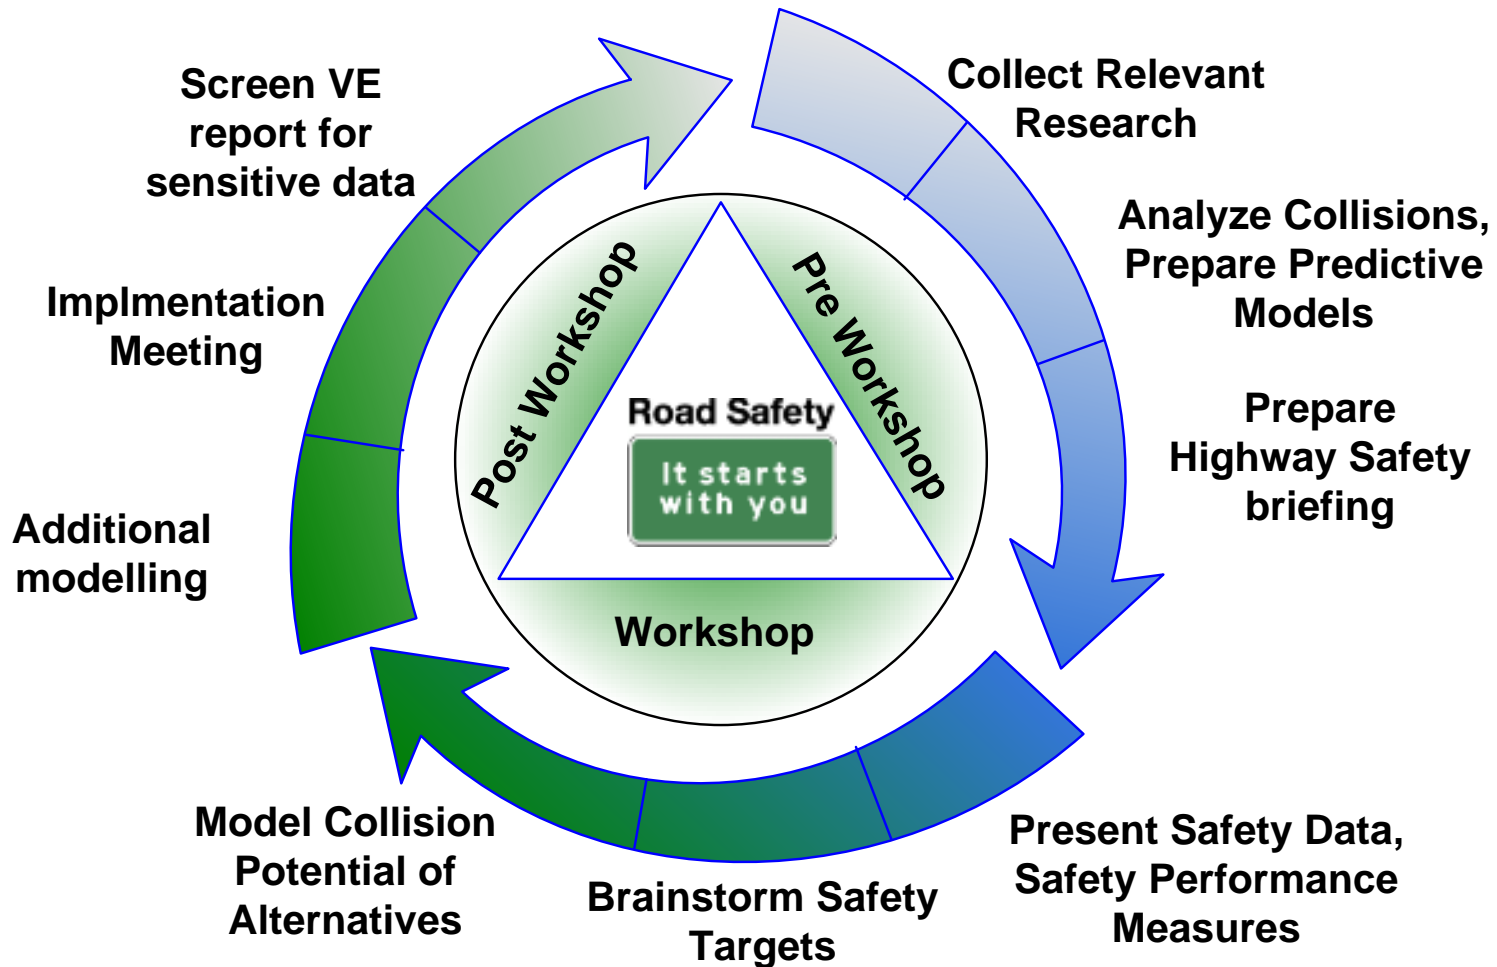 Collect Relevant
Research
Analyze Collisions,
Prepare Predictive
Models
Prepare
Highway Safety
briefing
Present Safety Data,
Safety Performance
Measures
Brainstorm Safety
Targets
Model Collision
Potential of
Alternatives
Additional
modelling
Implmentation
Meeting
Screen VE
report for
sensitive data
Pre Workshop
Workshop
Post Workshop
Road Safety
It starts
with you